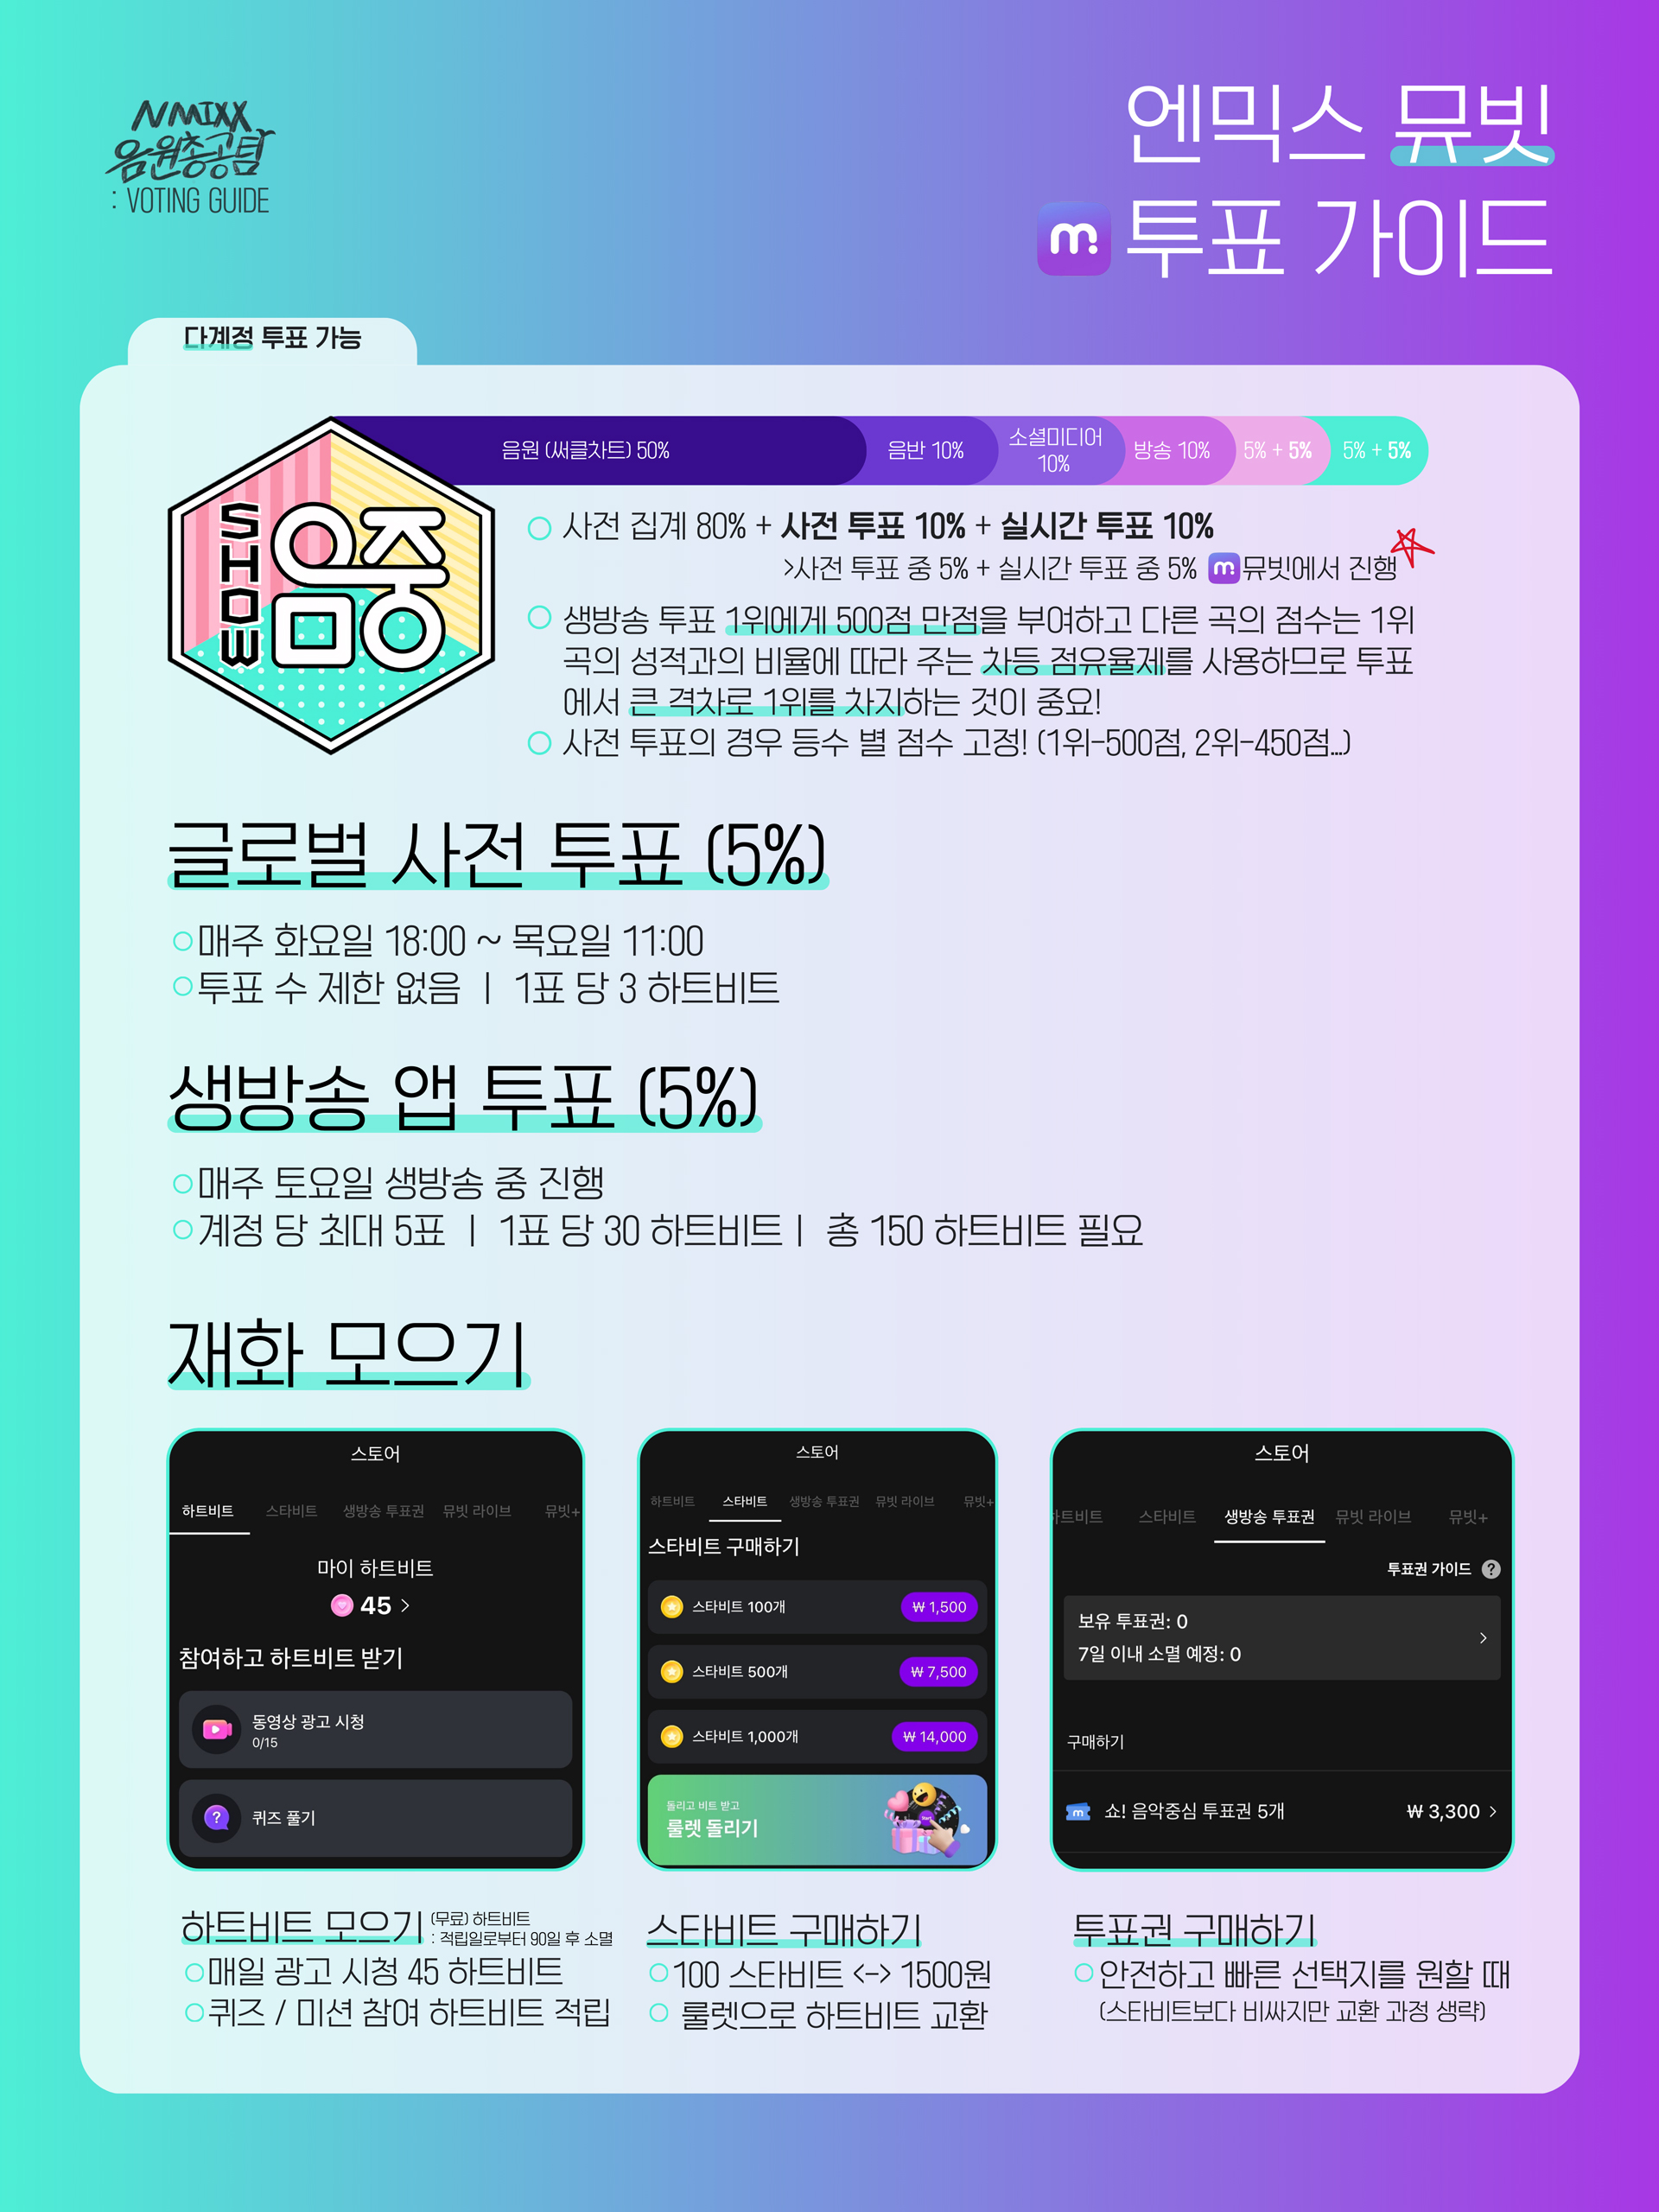 NMIXX
음원총공팀
: VOTING GUIDE
엔믹스 뮤빗
m 투표 가이드
다계정 투표 가능
음원 (써클차트) 50%
음반 10%
소셜미디어
10%
방송 10%
5% + 5%
5% + 5%
SHOW
음중
사전 집계 80% + 사전 투표 10% + 실시간 투표 10%
>사전 투표 중 5% + 실시간 투표 중 5% m 뮤빗에서 진행
생방송 투표 1위에게 500점 만점을 부여하고 다른 곡의 점수는 1위
곡의 성적과의 비율에 따라 주는 차등 점유율제를 사용하므로 투표
에서 큰 격차로 1위를 차지하는 것이 중요!
사전 투표의 경우 등수 별 점수 고정! (1위-500점, 2위-450점...)
글로벌 사전 투표 (5%)
매주 화요일 18:00 ~ 목요일 11:00
투표 수 제한 없음 | 1표 당 3 하트비트
생방송 앱 투표 (5%)
매주 토요일 생방송 중 진행
계정 당 최대 5표 | 1표 당 30 하트비트 | 총 150 하트비트 필요
재화 모으기
스토어
하트비트 스타비트 생방송 투표권 뮤빗 라이브 뮤빗+
마이 하트비트
45 >
참여하고 하트비트 받기
동영상 광고 시청
0/15
퀴즈 풀기
스토어
하트비트 스타비트 생방송 투표권 뮤빗 라이브 뮤빗+
스타비트 구매하기
스타비트 100개 ₩ 1,500
스타비트 500개 ₩ 7,500
스타비트 1,000개 ₩ 14,000
돌리고 비트 받고
룰렛 돌리기
스토어
하트비트 스타비트 생방송 투표권 뮤빗 라이브 뮤빗+
투표권 가이드 ?
보유 투표권: 0
7일 이내 소멸 예정: 0
구매하기
쇼! 음악중심 투표권 5개 ₩ 3,300 >
하트비트 모으기
(무료) 하트비트
: 적립일로부터 90일 후 소멸
매일 광고 시청 45 하트비트
퀴즈 / 미션 참여 하트비트 적립
스타비트 구매하기
100 스타비트 <-> 1500원
룰렛으로 하트비트 교환
투표권 구매하기
안전하고 빠른 선택지를 원할 때
(스타비트보다 비싸지만 교환 과정 생략)